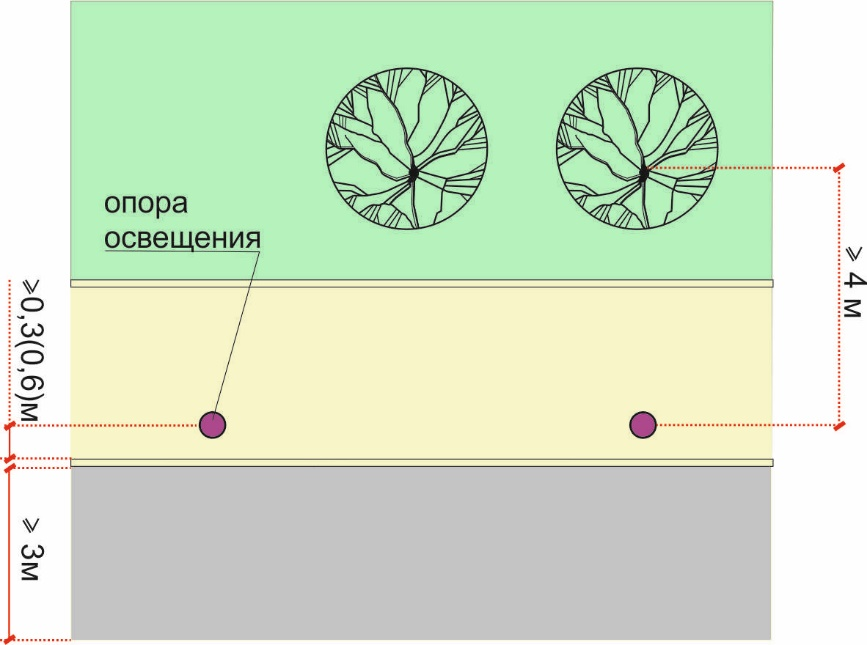 опора
освещения
⩾0,3(0,6)м
⩾ 4 м
⩾ 3м